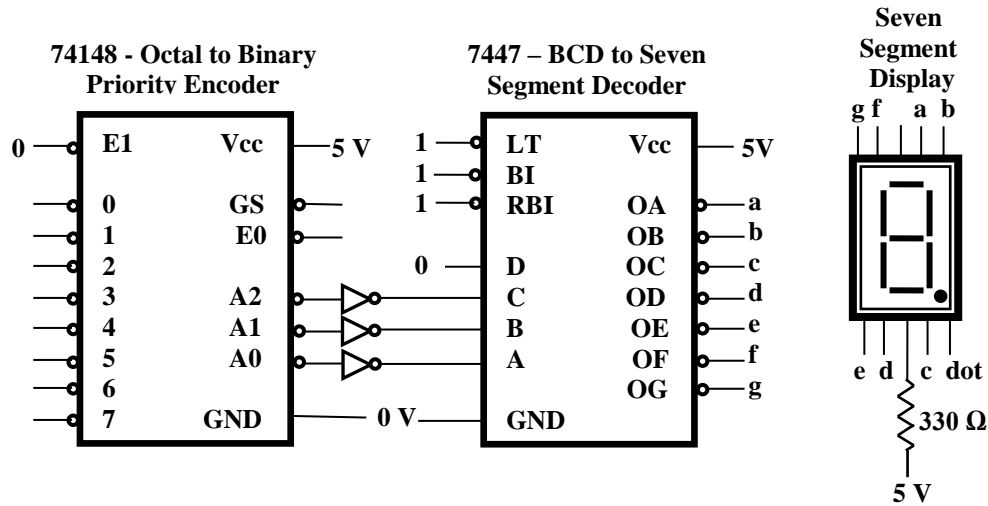 74148 - Octal to Binary
Priority Encoder
7447 – BCD to Seven
Segment Decoder
Seven
Segment
Display
g f a b
0 E1 Vcc 5 V
0 GS
1 E0
2
3 A2
4 A1
5 A0
6
7 GND 0 V
1 LT Vcc 5V
1 BI
1 RBI OA a
OB b
0 D OC c
C OD d
B OE e
A OF f
OG g
GND
e d c dot
330 Ω
5 V